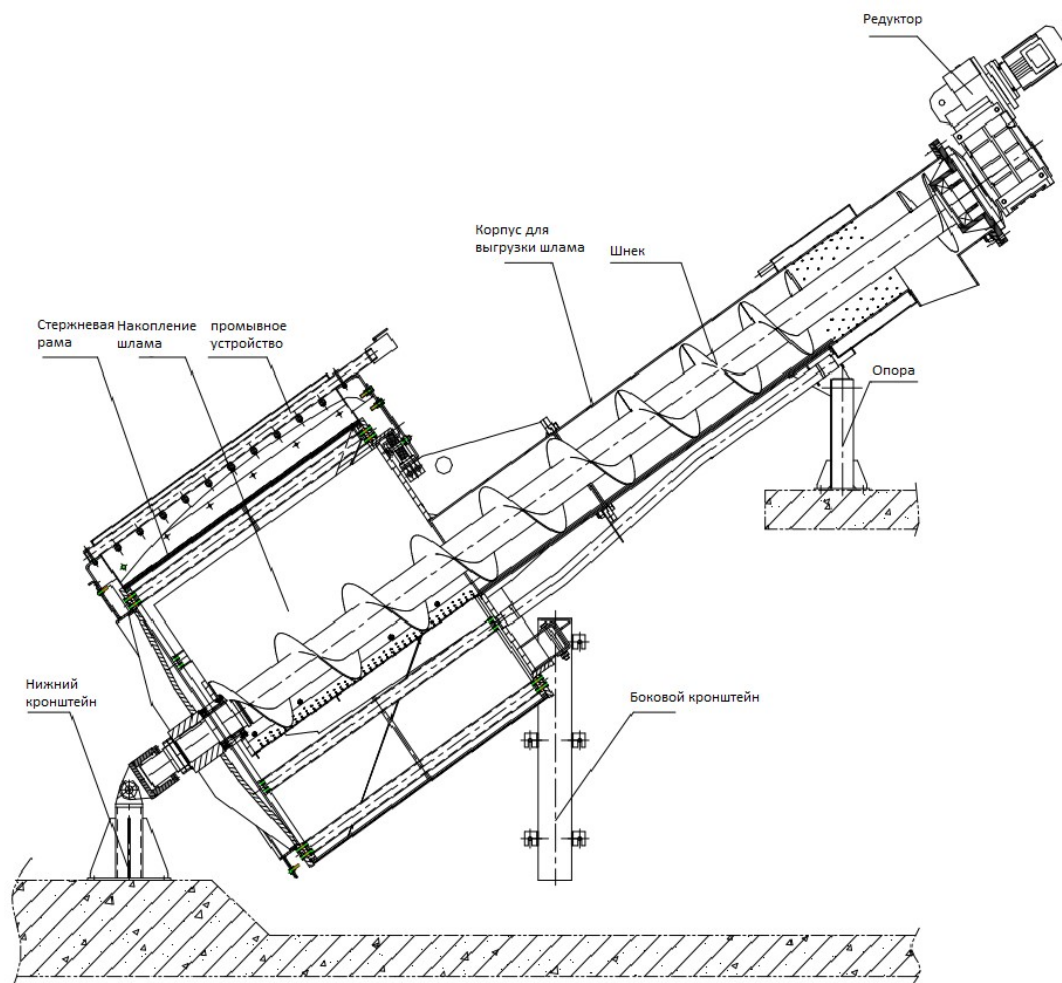 Редуктор
Корпус для
выгрузки шлама
Шнек
Стержневая
рама
Накопление
шлама
промывное
устройство
Опора
Нижний
кронштейн
Боковой кронштейн